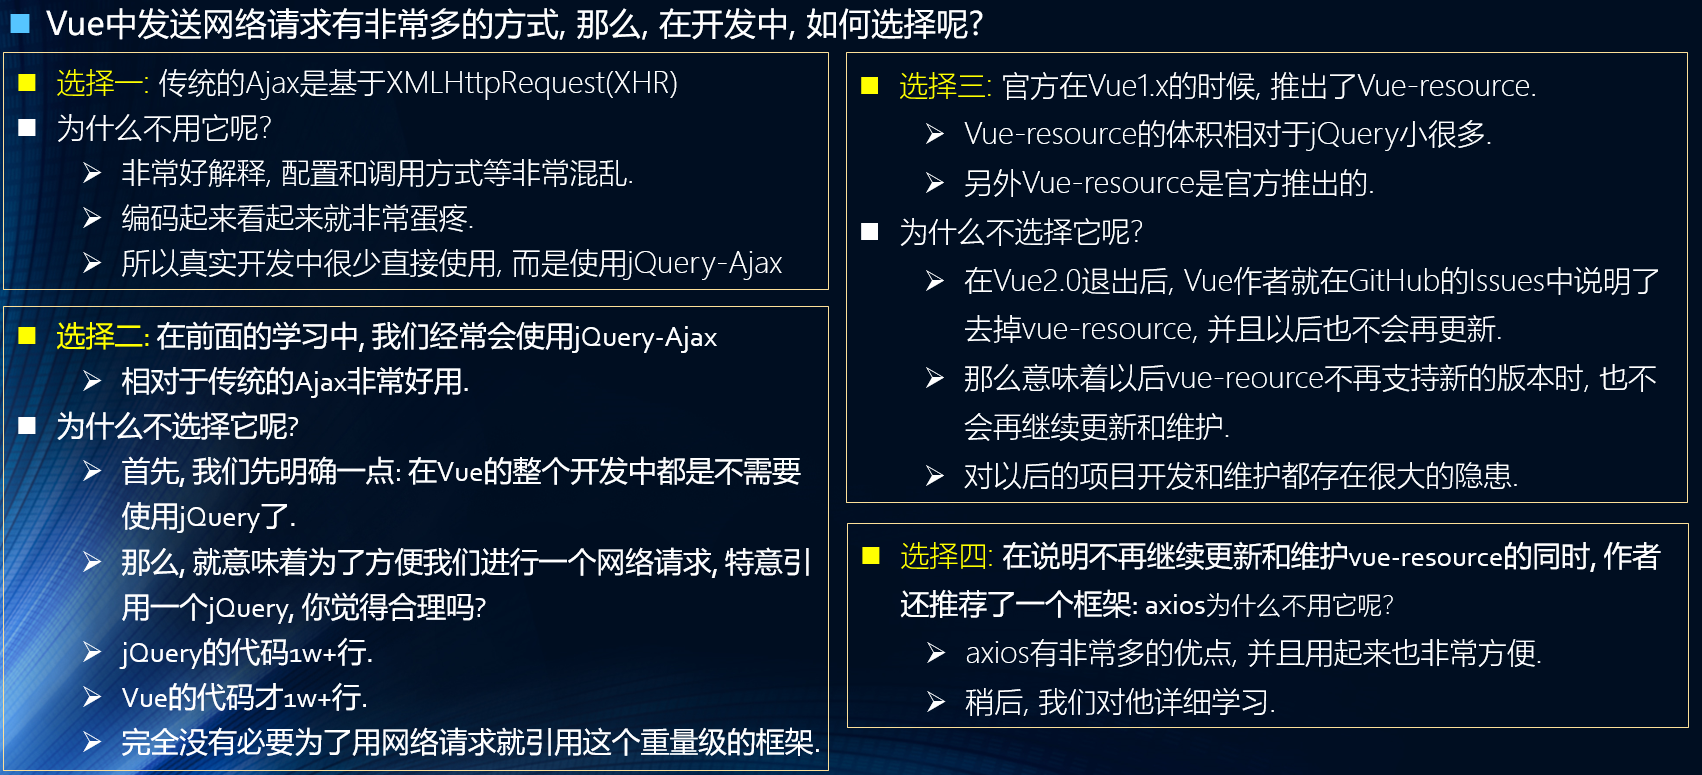 Vue中发送网络请求有非常多的方式, 那么, 在开发中, 如何选择呢?
选择一: 传统的Ajax是基于XMLHttpRequest(XHR)
为什么不用它呢?
非常好解释, 配置和调用方式等非常混乱.
编码起来看起来就非常蛋疼.
所以真实开发中很少直接使用, 而是使用jQuery-Ajax
选择二: 在前面的学习中, 我们经常会使用jQuery-Ajax
相对于传统的Ajax非常好用.
为什么不选择它呢?
首先, 我们先明确一点: 在Vue的整个开发中都是不需要
使用jQuery了.
那么, 就意味着为了方便我们进行一个网络请求, 特意引
用一个jQuery, 你觉得合理吗?
jQuery的代码1w+行.
Vue的代码才1w+行.
完全没有必要为了用网络请求就引用这个重量级的框架.
选择三: 官方在Vue1.x的时候, 推出了Vue-resource.
Vue-resource的体积相对于jQuery小很多.
另外Vue-resource是官方推出的.
为什么不选择它呢?
在Vue2.0退出后, Vue作者就在GitHub的Issues中说明了
去掉vue-resource, 并且以后也不会再更新.
那么意味着以后vue-reource不再支持新的版本时, 也不
会再继续更新和维护.
对以后的项目开发和维护都存在很大的隐患.
选择四: 在说明不再继续更新和维护vue-resource的同时, 作者
还推荐了一个框架: axios为什么不用它呢?
axios有非常多的优点, 并且用起来也非常方便.
稍后, 我们对他详细学习.